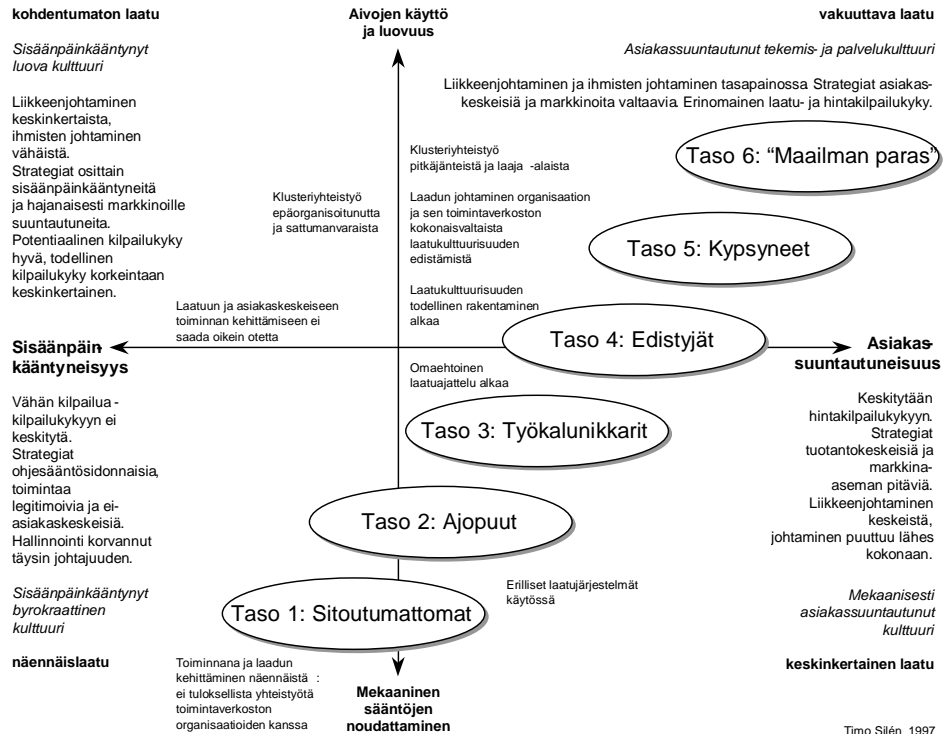 kohdentumaton laatu
Aivojen käyttö
ja luovuus
vakuuttava laatu
Sisäänpäinkääntynyt
luova kulttuuri
Asiakassuuntautunut tekemis- ja palvelukulttuuri
Liikkeenjohtaminen ja ihmisten johtaminen tasapainossa. Strategiat asiakas-
keskeisiä ja markkinoita valtaavia. Erinomainen laatu- ja hintakilpailukyky.
Liikkeenjohtaminen
keskinkertaista,
ihmisten johtaminen
vähäistä.
Strategiat osittain
sisäänpäinkääntyneitä
ja hajanaisesti markkinoille
suuntautuneita.
Potentiaalinen kilpailukyky
hyvä, todellinen
kilpailukyky korkeintaan
keskinkertainen.
Klusteriyhteistyö
epäorganisoitunutta
ja sattumanvaraista
Klusteriyhteistyö
pitkäjänteistä ja laaja -alaista
Laadun johtaminen organisaation
ja sen toimintaverkoston
kokonaisvaltaista
laatukulttuurisuuden
edistämistä
Laatukulttuurisuuden
todellinen rakentaminen
alkaa
Taso 6: “Maailman paras”
Taso 5: Kypsyneet
Laatuun ja asiakaskeskeiseen
toiminnan kehittämiseen ei
saada oikein otetta
Taso 4: Edistyjät
Sisäänpäin-
kääntyneisyys
Asiakas-
suuntautuneisuus
Omaehtoinen
laatuajattelu alkaa
Taso 3: Työkalunikkarit
Vähän kilpailua -
kilpailukykyyn ei
keskitytä.
Strategiat
ohjesääntösidonnaisia,
toimintaa
legitimoivia ja ei-
asiakaskeskeisiä.
Hallinnointi korvannut
täysin johtajuuden.
Keskitytään
hintakilpailukykyyn.
Strategiat
tuotantokeskeisiä ja
markkina-
aseman pitäviä.
Liikkeenjohtaminen
keskeistä,
johtaminen puuttuu lähes
kokonaan.
Taso 2: Ajopuut
Erilliset laatujärjestelmät
käytössä
Taso 1: Sitoutumattomat
Sisäänpäinkääntynyt
byrokraattinen
kulttuuri
Mekaanisesti
asiakassuuntautunut
kulttuuri
näennäislaatu
Toiminnana ja laadun
kehittäminen näennäistä :
ei tuloksellista yhteistyötä
toimintaverkoston
organisaatioiden kanssa
Mekaaninen
sääntöjen
noudattaminen
keskinkertainen laatu
Timo Silén, 1997